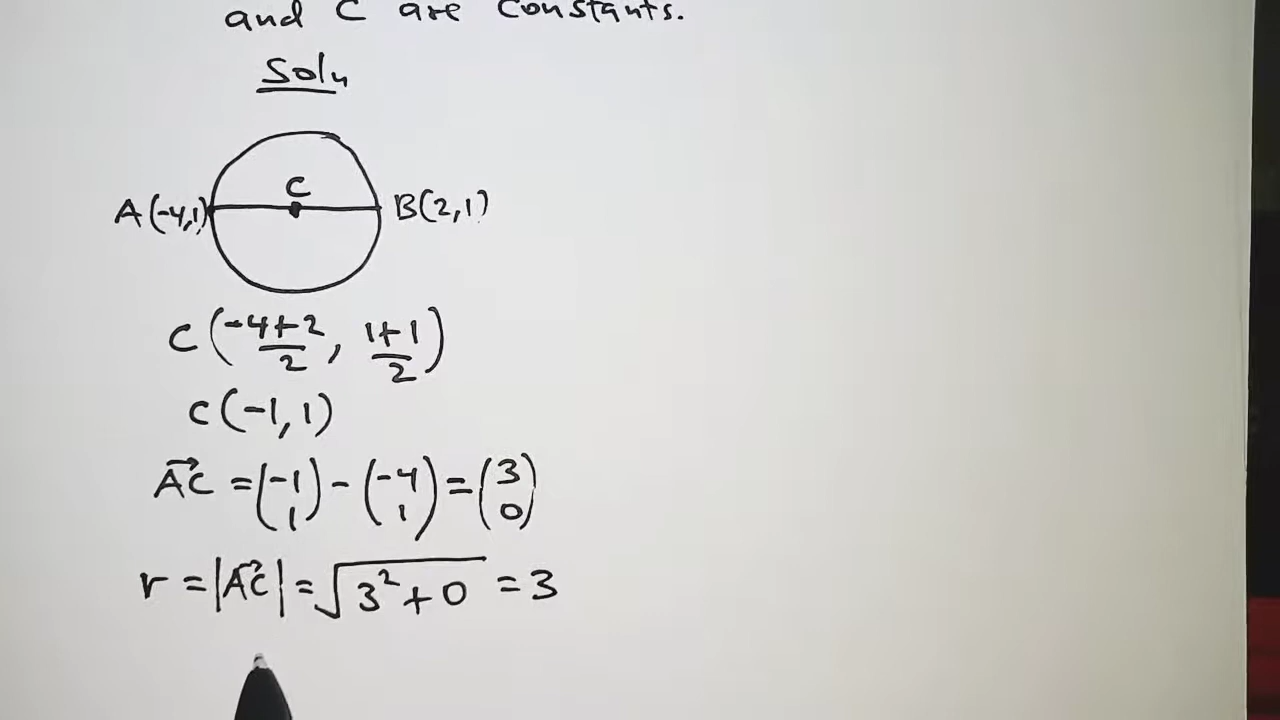 and C are constants.
Soln
C
A(-4,1)
B(2,1)
C(-4+2/2, 1+1/2)
C(-1,1)
AC→ = (-1 1) - (-4 1) = (3 0)
r = |AC→| = √3²+0 = 3